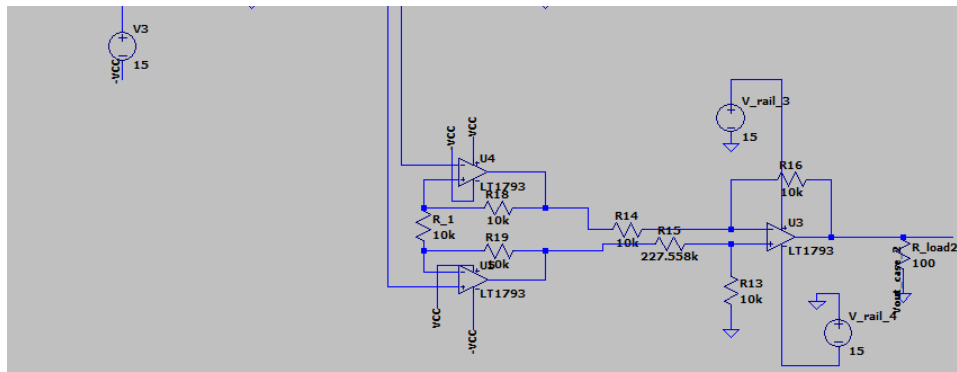 V3
15
-VCC
V_rail_3
15
-VCC
VCC
U4
LT1793
R18
10k
R_1
10k
R19
10k
U5
LT1793
VCC
-VCC
R14
10k
R15
227.558k
R16
10k
U3
LT1793
R13
10k
R_load2
100
Vout_case_2
V_rail_4
15